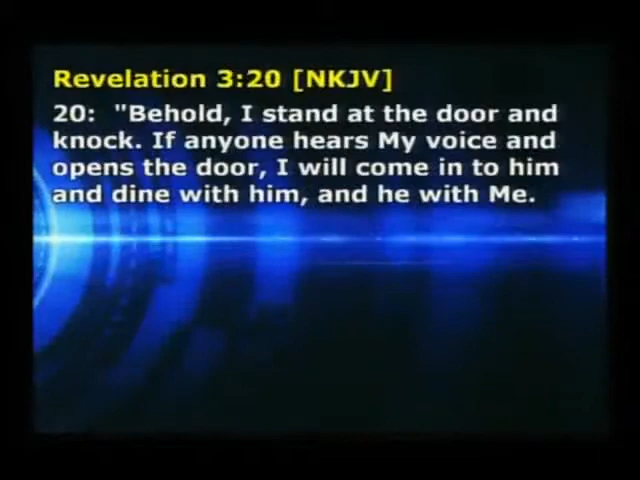 Revelation 3:20 [NKJV]
20: "Behold, I stand at the door and
knock. If anyone hears My voice and
opens the door, I will come in to him
and dine with him, and he with Me.